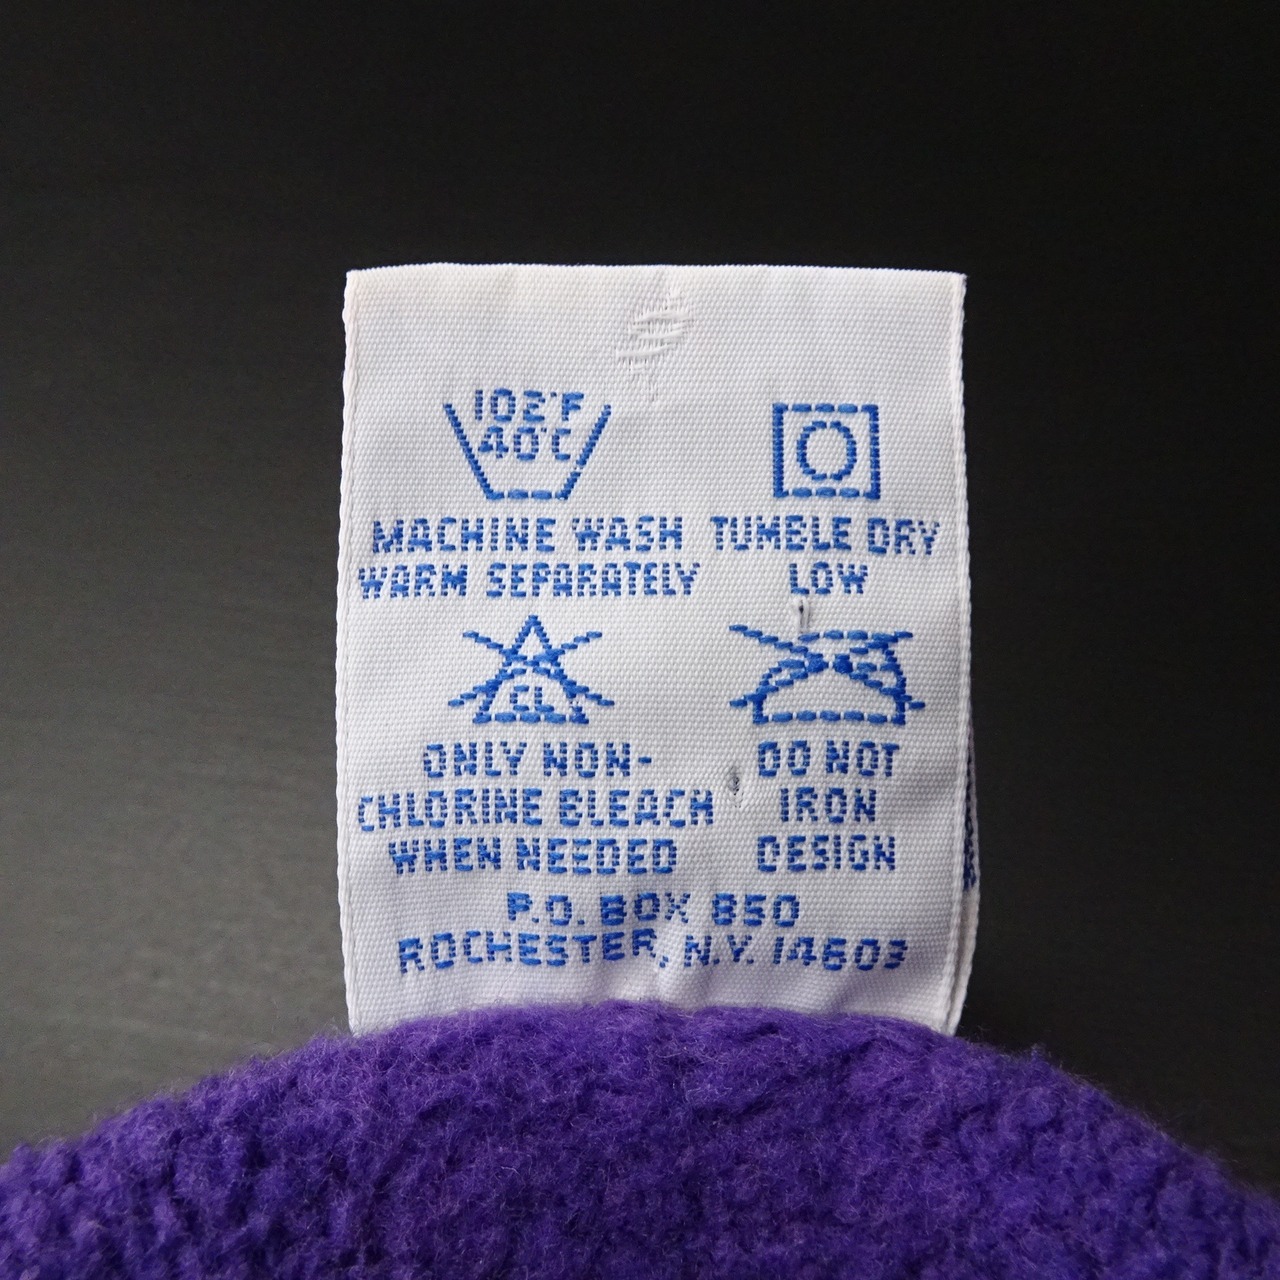 102°F
40°C
MACHINE WASH
WARM SEPARATELY
TUMBLE DRY
LOW
CL
ONLY NON-
CHLORINE BLEACH
WHEN NEEDED
DO NOT
IRON
DESIGN
P.O. BOX 850
ROCHESTER, N.Y. 14603